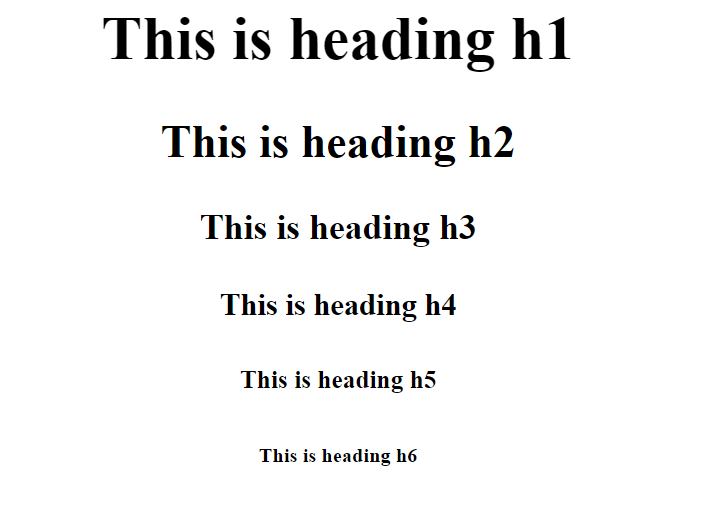 This is heading h1
This is heading h2
This is heading h3
This is heading h4
This is heading h5
This is heading h6